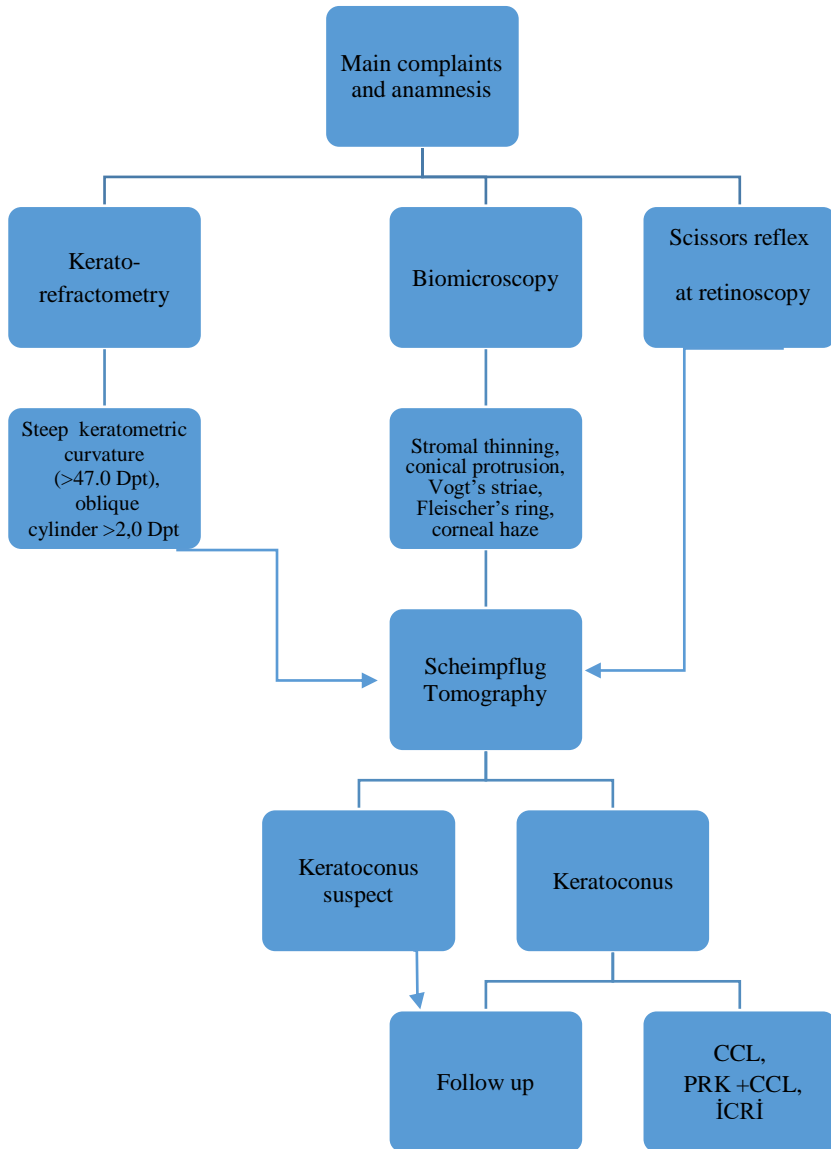 Main complaints
and anamnesis
Kerato-
refractometry
Biomicroscopy
Scissors reflex
at retinoscopy
Steep keratometric
curvature
(>47.0 Dpt),
oblique
cylinder >2,0 Dpt
Stromal thinning,
conical protrusion,
Vogt’s striae,
Fleischer’s ring,
corneal haze
Scheimpflug
Tomography
Keratoconus
suspect
Keratoconus
Follow up
CCL,
PRK +CCL,
İCRİ